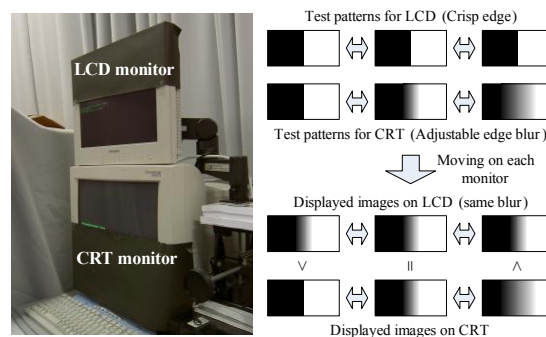 LCD monitor
CRT monitor
Test patterns for LCD (Crisp edge)
Test patterns for CRT (Adjustable edge blur)
Moving on each
monitor
Displayed images on LCD (same blur)
∨ = ∧
Displayed images on CRT